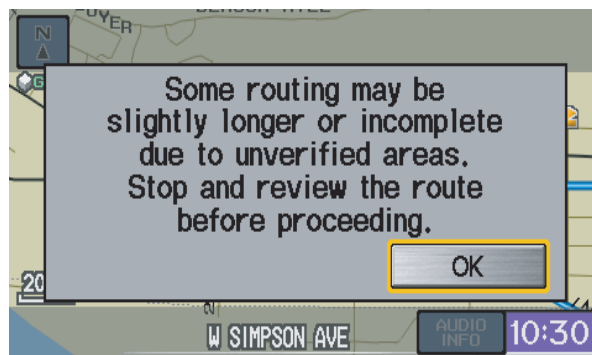 N
Some routing may be
slightly longer or incomplete
due to unverified areas.
Stop and review the route
before proceeding.
OK
20
W SIMPSON AVE
AUDIO
INFO
10:30